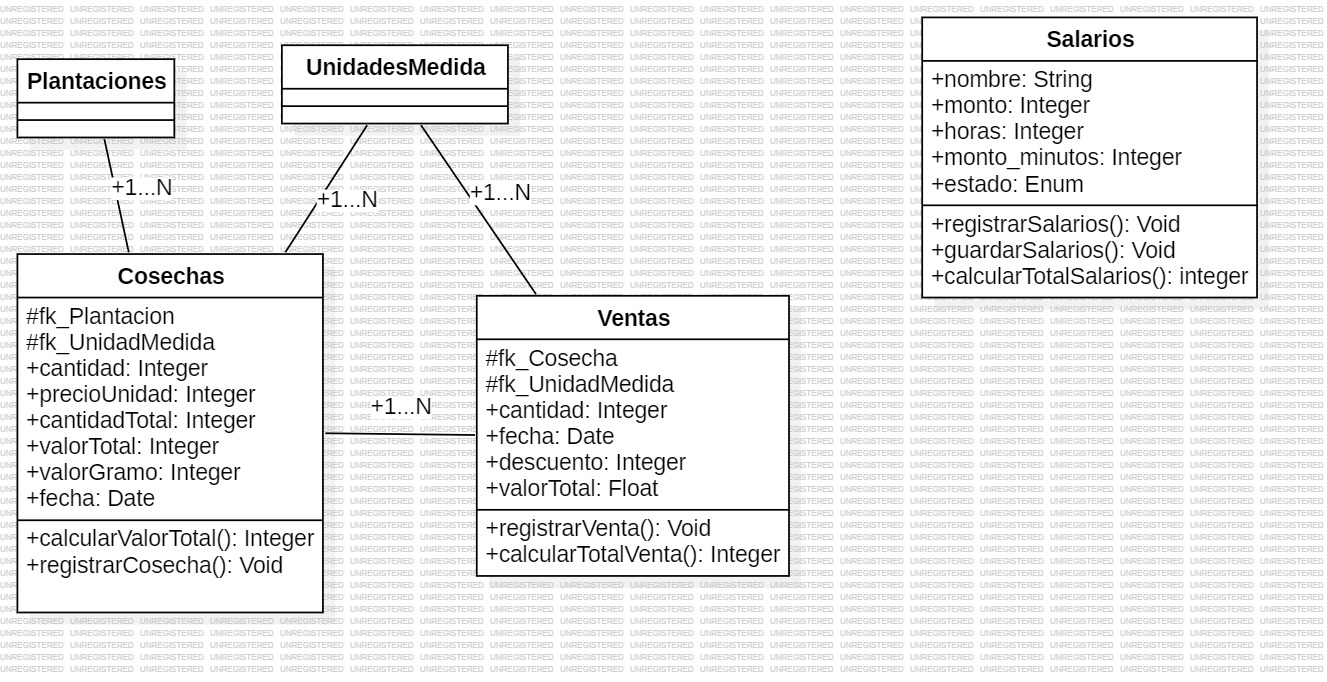 Plantaciones
UnidadesMedida
Salarios
+nombre: String
+monto: Integer
+horas: Integer
+monto_minutos: Integer
+estado: Enum
+registrarSalarios(): Void
+guardarSalarios(): Void
+calcularTotalSalarios(): integer
+1...N
+1...N
+1...N
Cosechas
#fk_Plantacion
#fk_UnidadMedida
+cantidad: Integer
+precioUnidad: Integer
+cantidadTotal: Integer
+valorTotal: Integer
+valorGramo: Integer
+fecha: Date
+calcularValorTotal(): Integer
+registrarCosecha(): Void
+1...N
Ventas
#fk_Cosecha
#fk_UnidadMedida
+cantidad: Integer
+fecha: Date
+descuento: Integer
+valorTotal: Float
+registrarVenta(): Void
+calcularTotalVenta(): Integer
UNREGISTERED